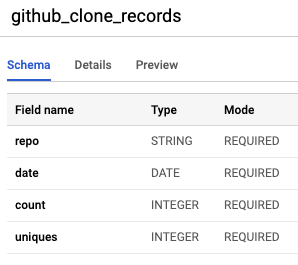 github_clone_records
Schema Details Preview
Field name Type Mode
repo STRING REQUIRED
date DATE REQUIRED
count INTEGER REQUIRED
uniques INTEGER REQUIRED